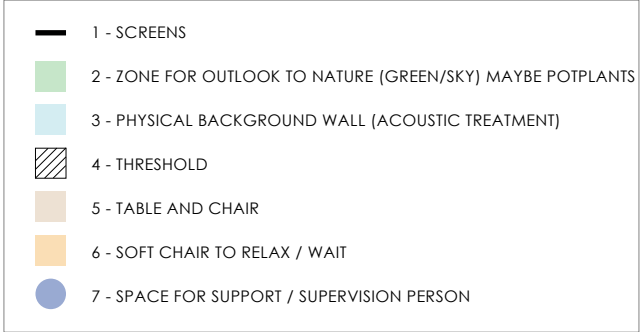 1 - SCREENS
2 - ZONE FOR OUTLOOK TO NATURE (GREEN/SKY) MAYBE POTPLANTS
3 - PHYSICAL BACKGROUND WALL (ACOUSTIC TREATMENT)
4 - THRESHOLD
5 - TABLE AND CHAIR
6 - SOFT CHAIR TO RELAX / WAIT
7 - SPACE FOR SUPPORT / SUPERVISION PERSON